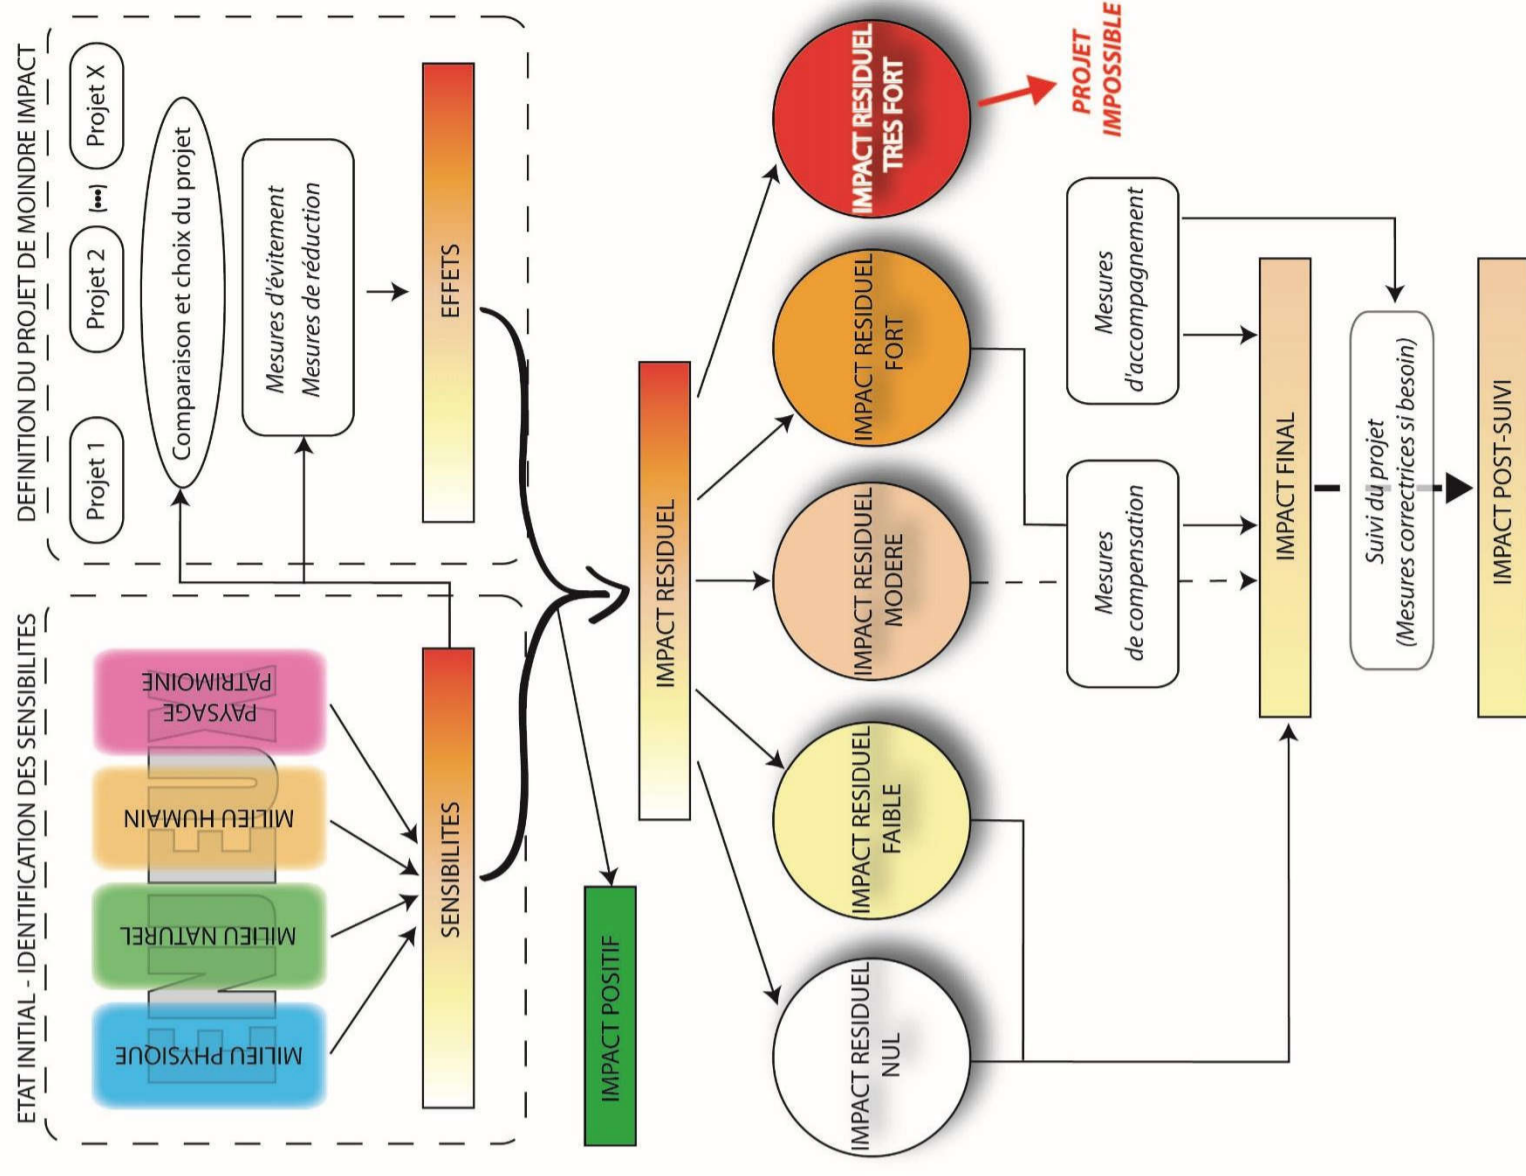 ETAT INITIAL - IDENTIFICATION DES SENSIBILITES
ENJEUX
MILIEU PHYSIQUE
MILIEU NATUREL
MILIEU HUMAIN
PAYSAGE
PATRIMOINE
SENSIBILITES
DEFINITION DU PROJET DE MOINDRE IMPACT
Projet 1
Projet 2
(•••)
Projet X
Comparaison et choix du projet
Mesures d'évitement
Mesures de réduction
EFFETS
IMPACT POSITIF
IMPACT RESIDUEL
IMPACT RESIDUEL
NUL
IMPACT RESIDUEL
FAIBLE
IMPACT RESIDUEL
MODERE
IMPACT RESIDUEL
FORT
IMPACT RESIDUEL
TRES FORT
PROJET
IMPOSSIBLE
Mesures
de compensation
Mesures
d'accompagnement
IMPACT FINAL
Suivi du projet
(Mesures correctrices si besoin)
IMPACT POST-SUIVI